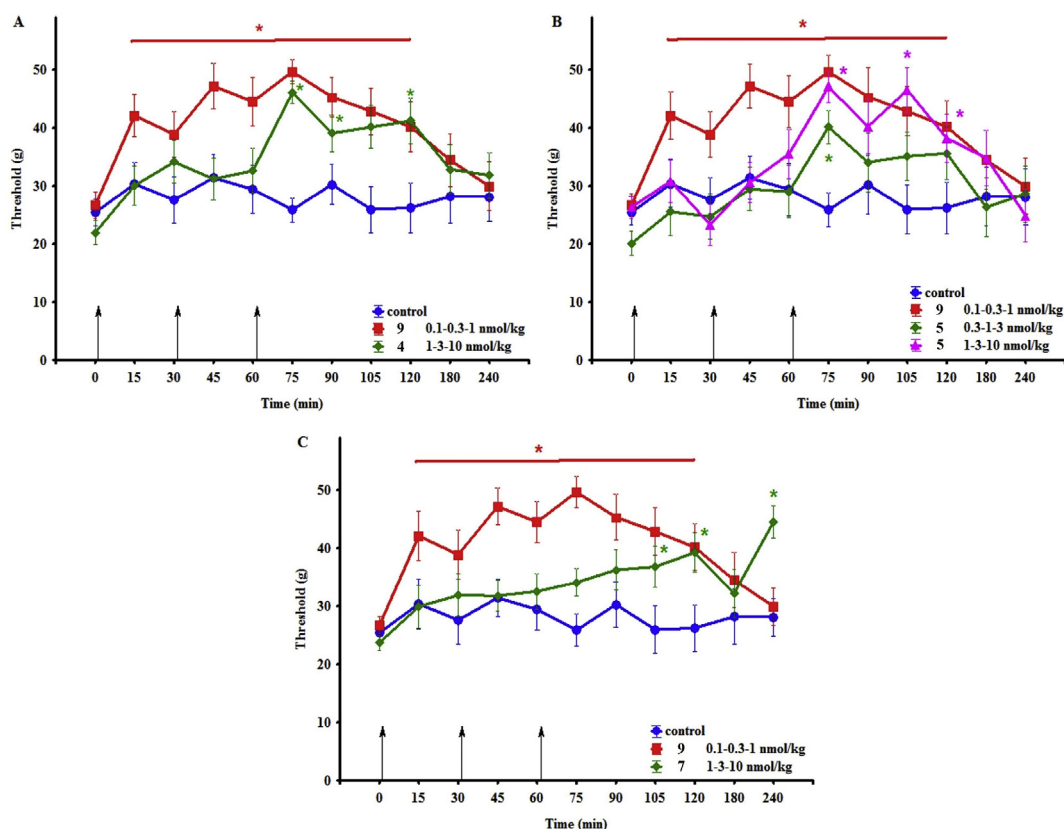 A
*
50
40
30
20
10
0
Threshold (g)
*
*
*
control
9 0.1-0.3-1 nmol/kg
4 1-3-10 nmol/kg
0 15 30 45 60 75 90 105 120 180 240
Time (min)
B
*
50
40
30
20
10
0
Threshold (g)
*
*
*
*
control
9 0.1-0.3-1 nmol/kg
5 0.3-1-3 nmol/kg
5 1-3-10 nmol/kg
0 15 30 45 60 75 90 105 120 180 240
Time (min)
C
*
50
40
30
20
10
0
Threshold (g)
*
*
*
control
9 0.1-0.3-1 nmol/kg
7 1-3-10 nmol/kg
0 15 30 45 60 75 90 105 120 180 240
Time (min)